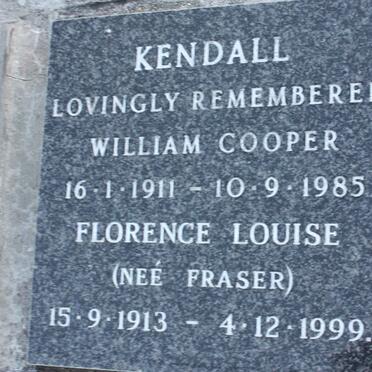 KENDALL
LOVINGLY REMEMBERED
WILLIAM COOPER
16·1·1911 – 10·9·1985
FLORENCE LOUISE
(NEÉ FRASER)
15·9·1913 – 4·12·1999.